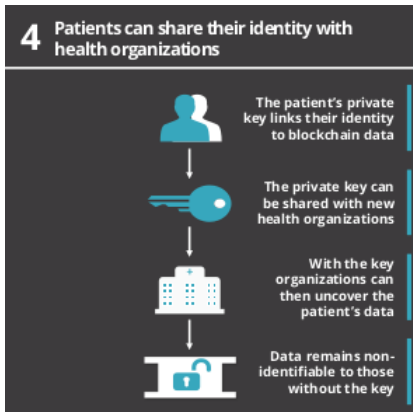 4 Patients can share their identity with
health organizations
The patient's private
key links their identity
to blockchain data
The private key can
be shared with new
health organizations
With the key
organizations can
then uncover the
patient's data
Data remains non-
identifiable to those
without the key